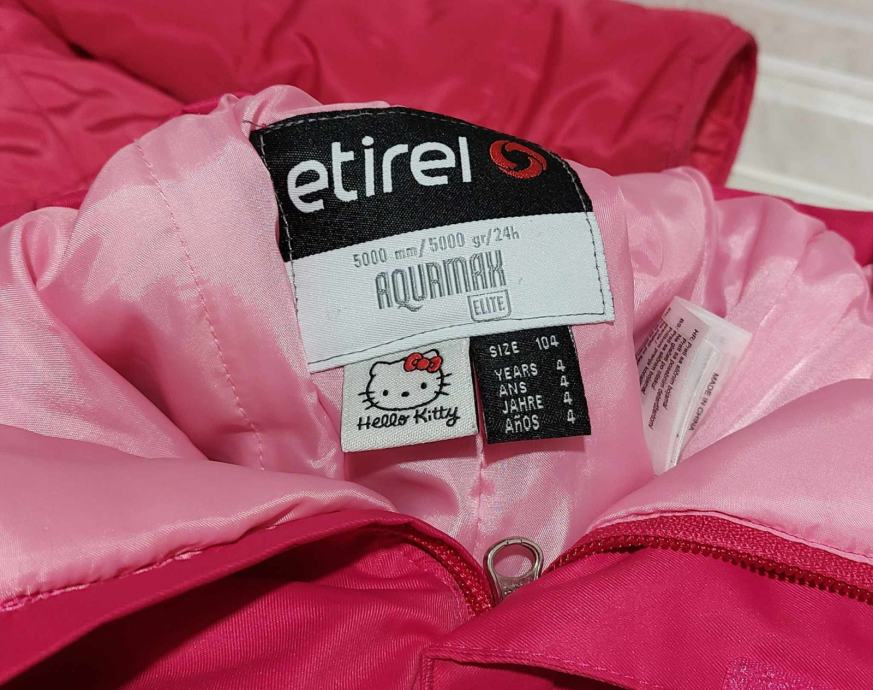 etirel
5000 mm/5000 gr/24h
AQUAMAX
ELITE
Hello Kitty
SIZE 104
YEARS 4
ANS 4
JAHRE 4
AÑOS 4
MADE IN CHINA